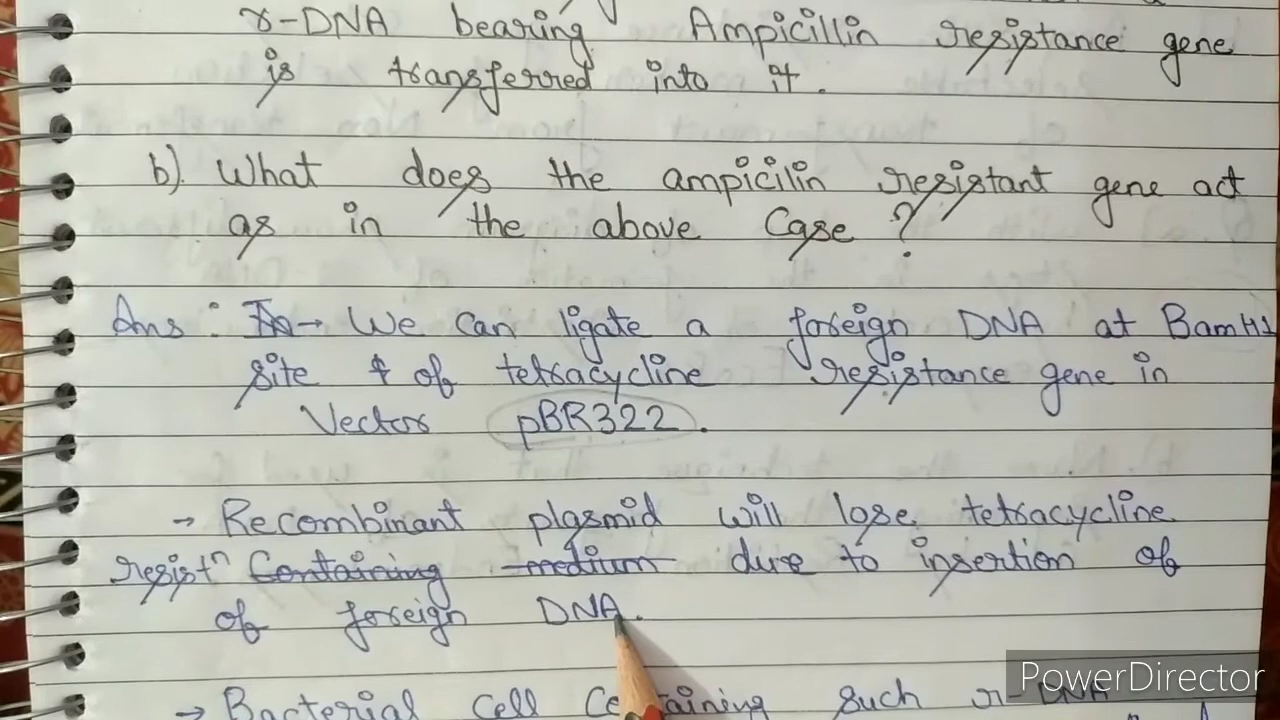 r-DNA bearing Ampicillin resistance gene
is transferred into it.
b). What does the ampicilin resistant gene act
as in the above Case ?
Ans : → We can ligate a foreign DNA at BamH1
site of tetracycline resistance gene in
Vector pBR322.
→ Recombinant plasmid will lose tetracycline
resistn Containing medium due to insertion of
of foreign DNA.
→ Bacterial cell Containing such r-DNA
PowerDirector